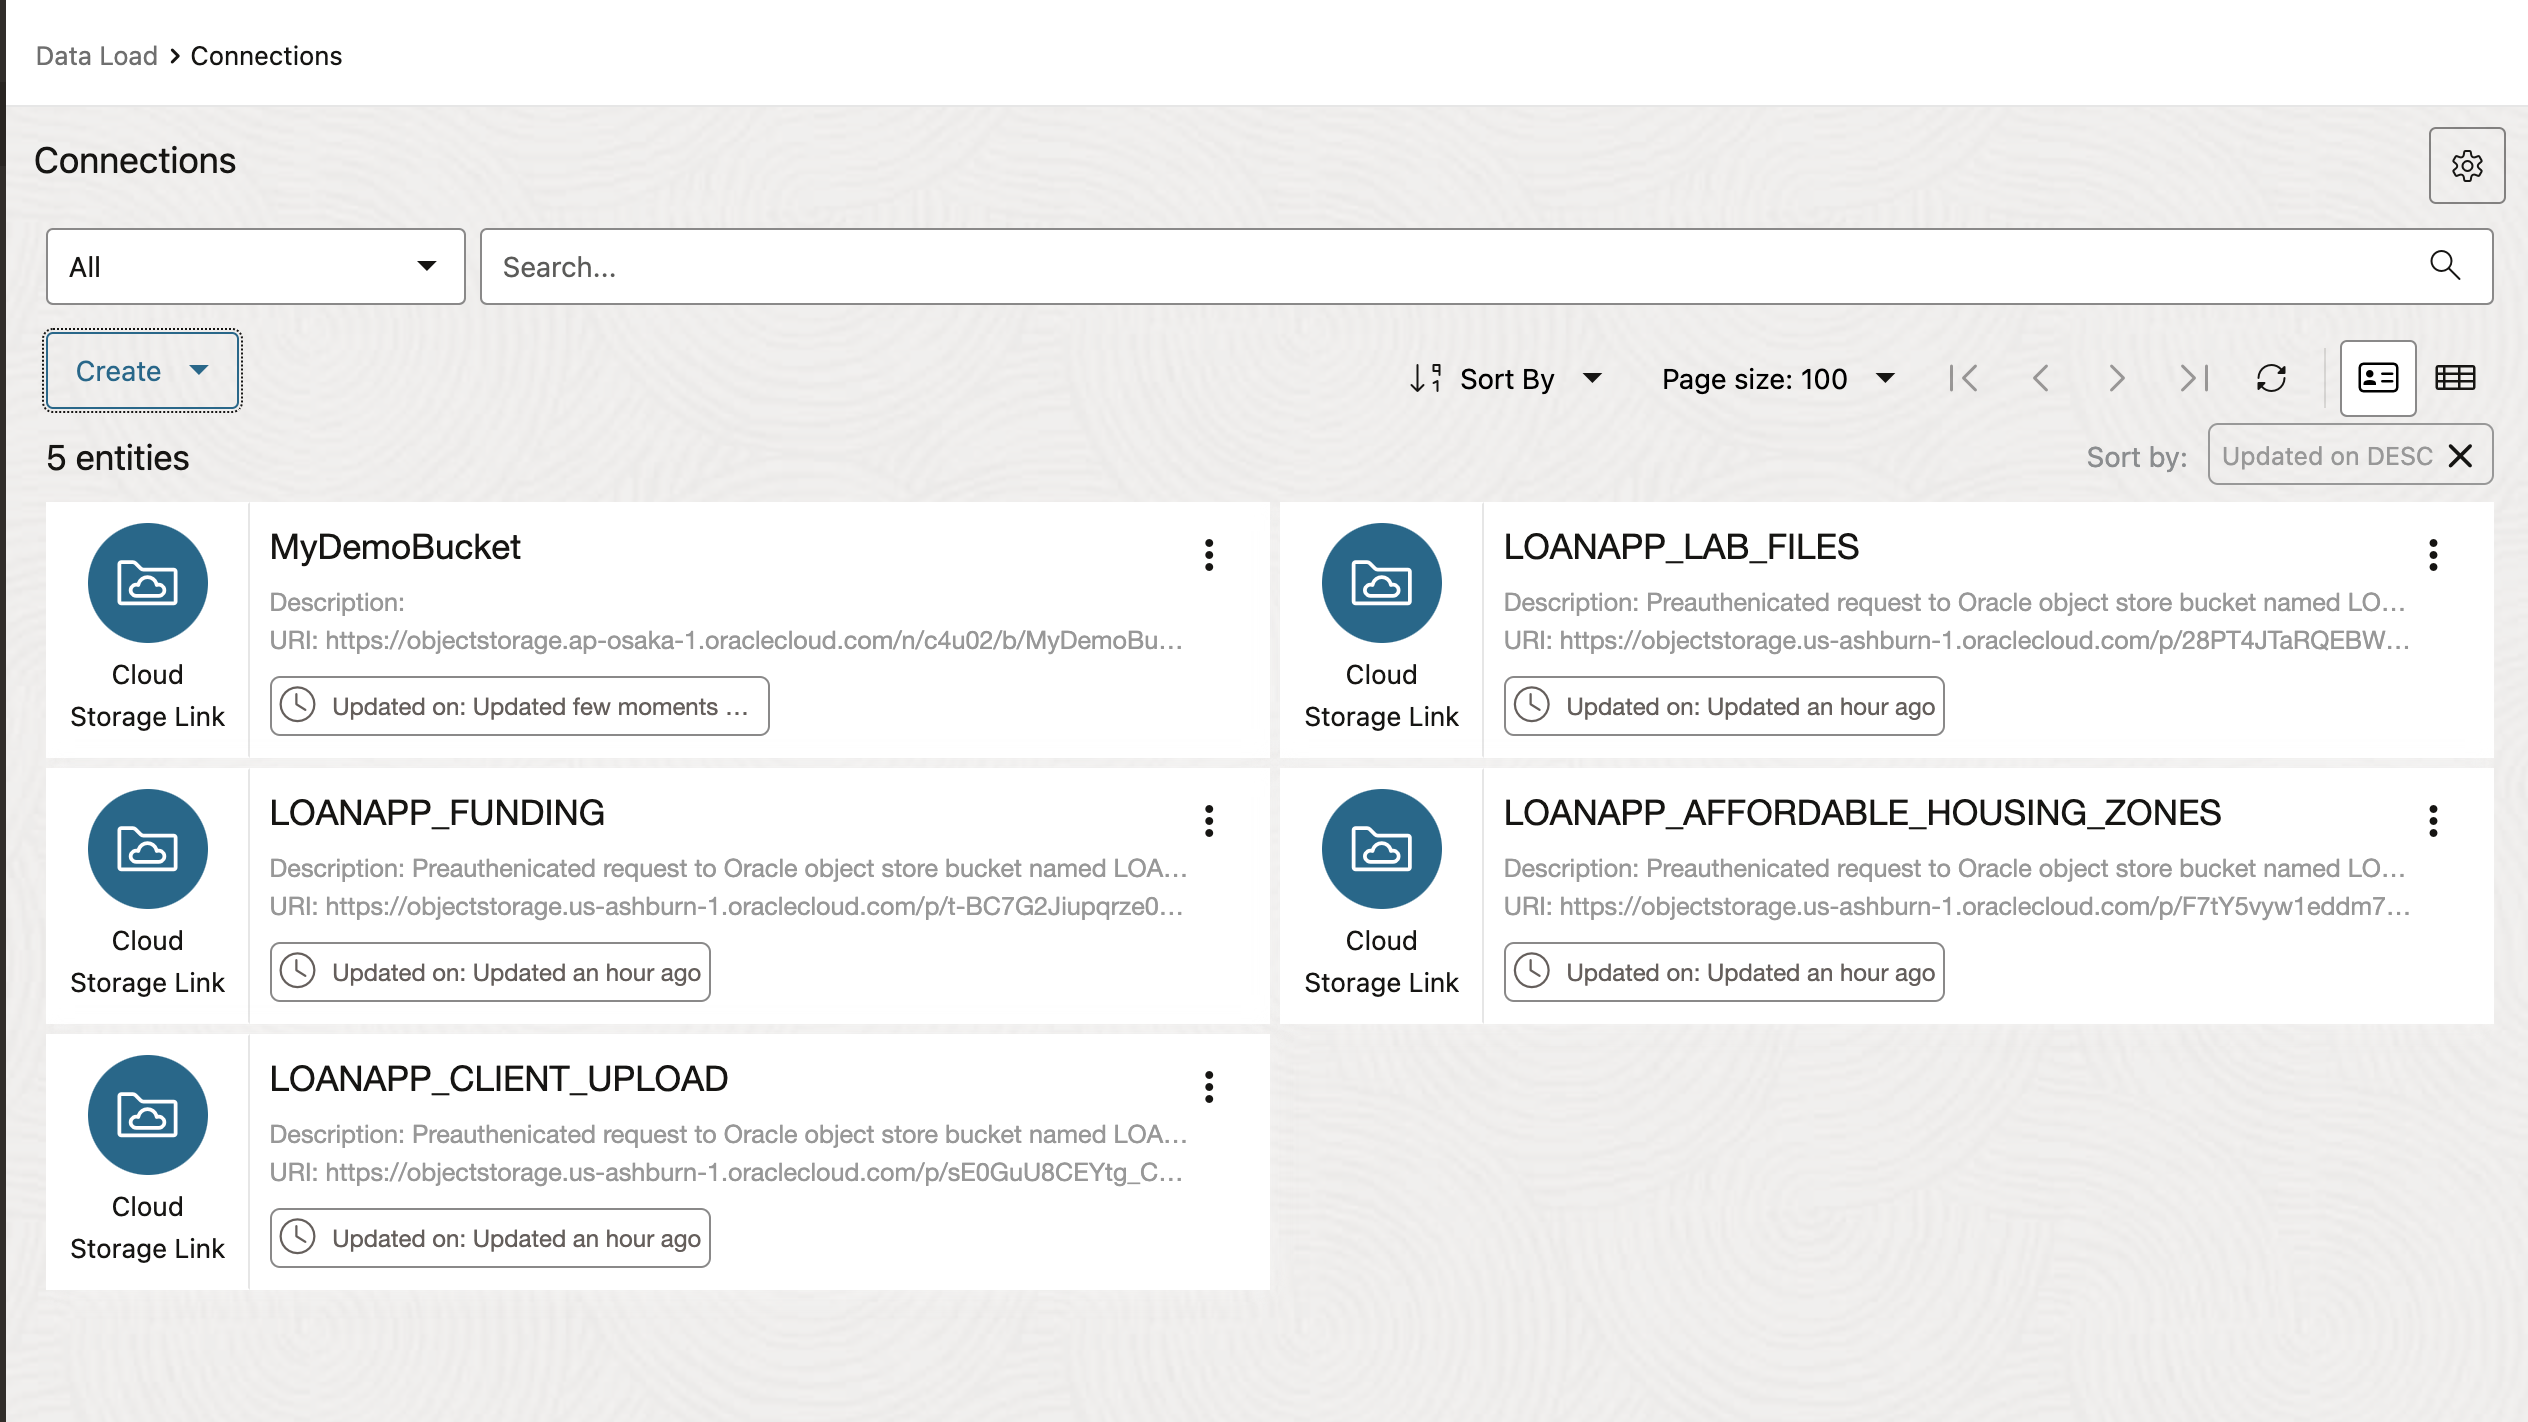 Data Load > Connections
Connections
All
Search...
Create
Sort By
Page size: 100
5 entities
Sort by:
Updated on DESC
MyDemoBucket
Description:
URI: https://objectstorage.ap-osaka-1.oraclecloud.com/n/c4u02/b/MyDemoBu...
Updated on: Updated few moments ...
Cloud
Storage Link
LOANAPP_LAB_FILES
Description: Preauthenicated request to Oracle object store bucket named LO...
URI: https://objectstorage.us-ashburn-1.oraclecloud.com/p/28PT4JTaRQEBW...
Updated on: Updated an hour ago
Cloud
Storage Link
LOANAPP_FUNDING
Description: Preauthenicated request to Oracle object store bucket named LOA...
URI: https://objectstorage.us-ashburn-1.oraclecloud.com/p/t-BC7G2Jiupqrze0...
Updated on: Updated an hour ago
Cloud
Storage Link
LOANAPP_AFFORDABLE_HOUSING_ZONES
Description: Preauthenicated request to Oracle object store bucket named LO...
URI: https://objectstorage.us-ashburn-1.oraclecloud.com/p/F7tY5vyw1eddm7...
Updated on: Updated an hour ago
Cloud
Storage Link
LOANAPP_CLIENT_UPLOAD
Description: Preauthenicated request to Oracle object store bucket named LOA...
URI: https://objectstorage.us-ashburn-1.oraclecloud.com/p/sE0GuU8CEYtg_C...
Updated on: Updated an hour ago
Cloud
Storage Link